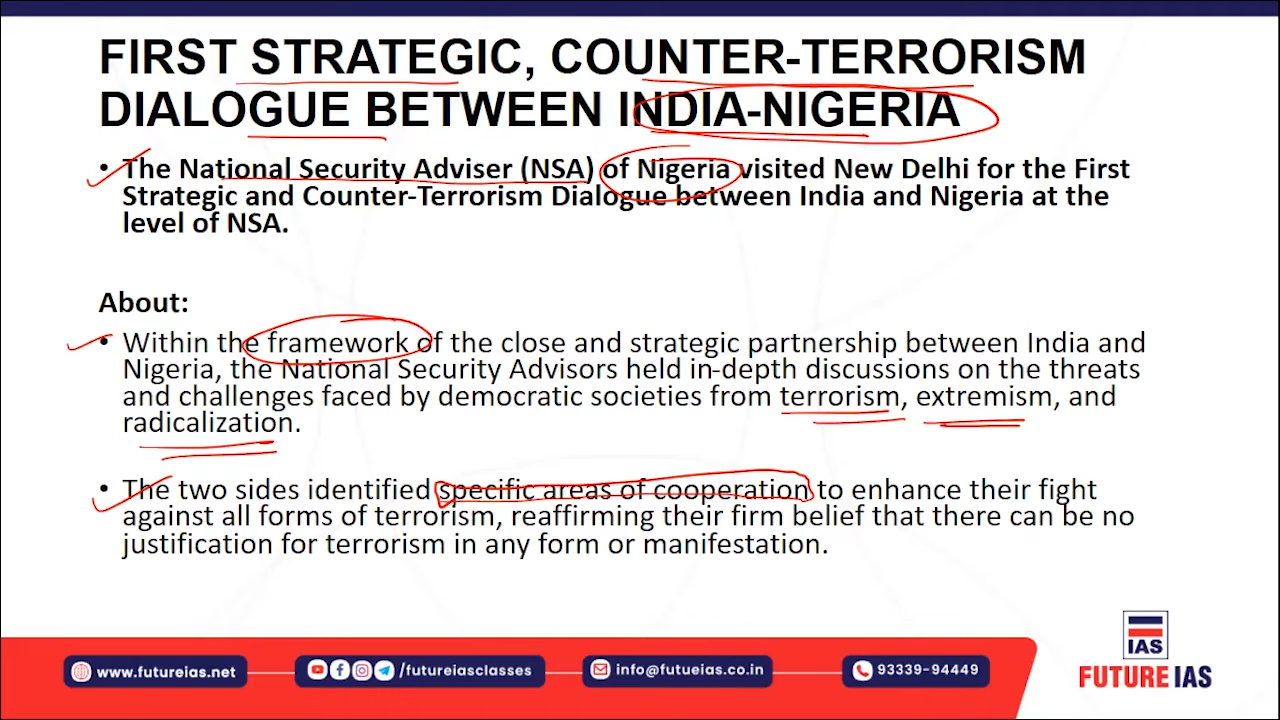 FIRST STRATEGIC, COUNTER-TERRORISM
DIALOGUE BETWEEN INDIA-NIGERIA
• The National Security Adviser (NSA) of Nigeria visited New Delhi for the First
Strategic and Counter-Terrorism Dialogue between India and Nigeria at the
level of NSA.
About:
• Within the framework of the close and strategic partnership between India and
Nigeria, the National Security Advisors held in-depth discussions on the threats
and challenges faced by democratic societies from terrorism, extremism, and
radicalization.
• The two sides identified specific areas of cooperation to enhance their fight
against all forms of terrorism, reaffirming their firm belief that there can be no
justification for terrorism in any form or manifestation.
www.futureias.net
/futureiasclasses
info@futueias.co.in
93339-94449
IAS
FUTURE IAS